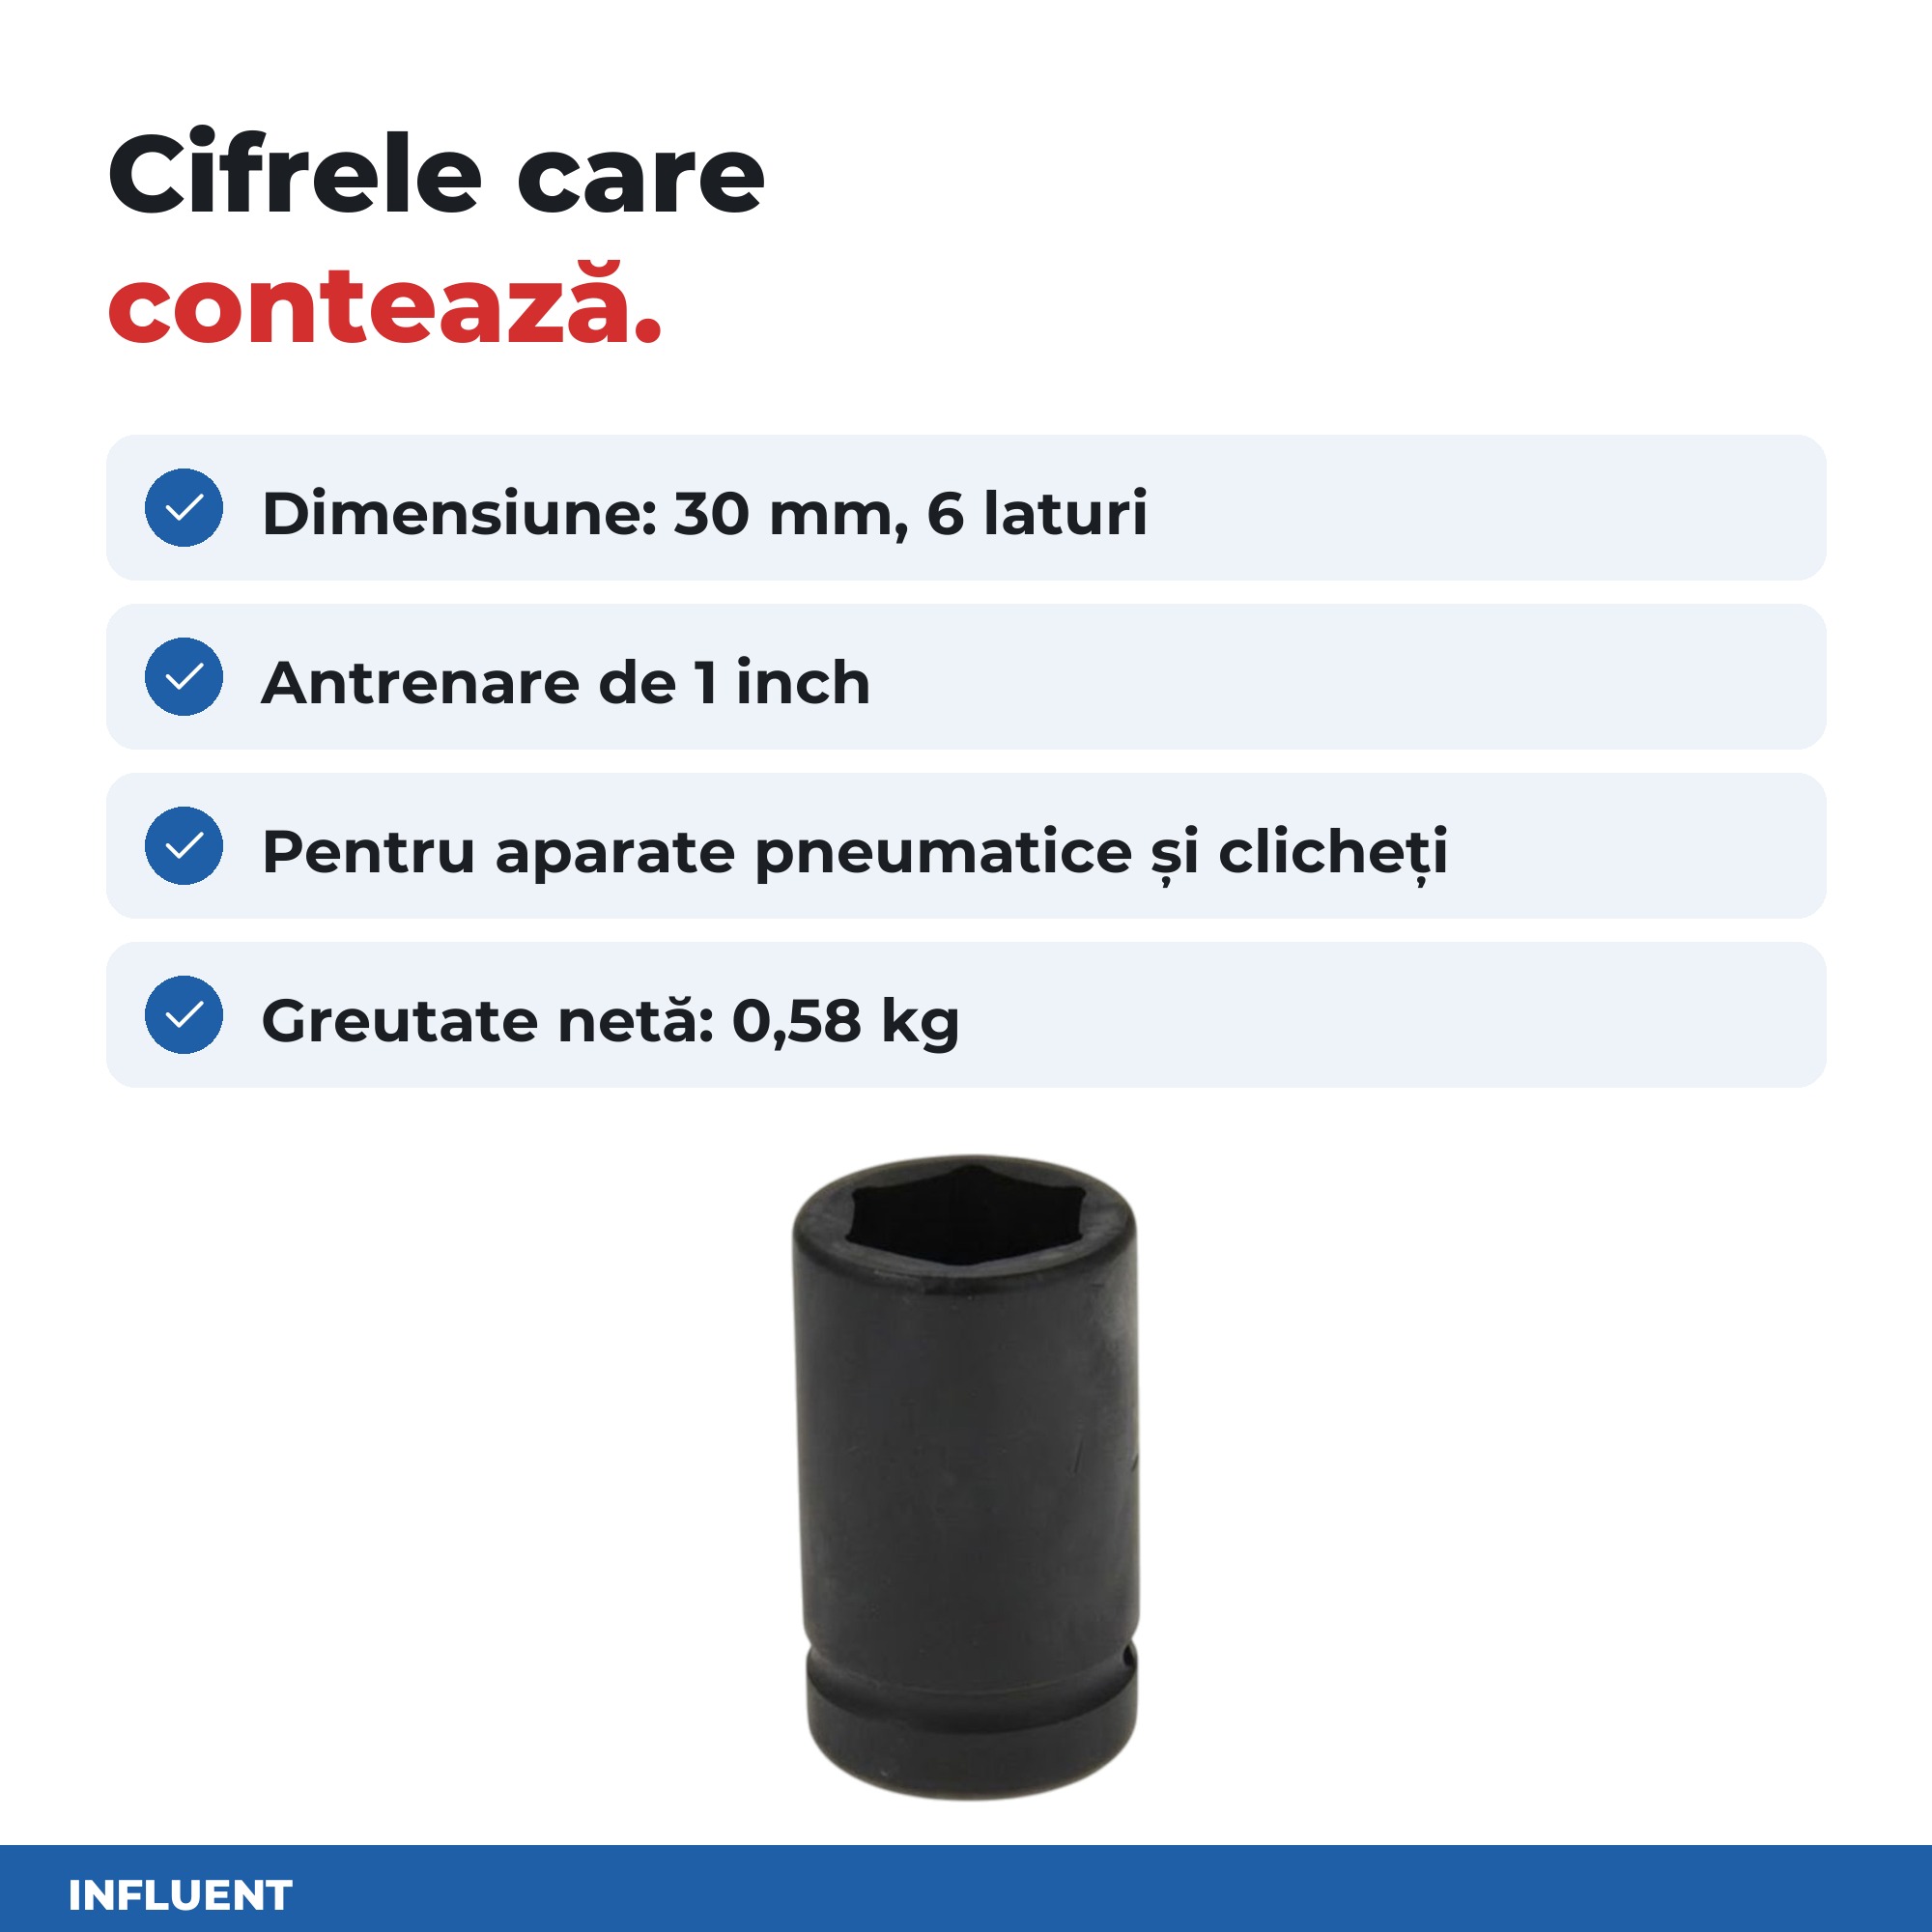 Cifrele care
contează.
Dimensiune: 30 mm, 6 laturi
Antrenare de 1 inch
Pentru aparate pneumatice și clicheți
Greutate netă: 0,58 kg
INFLUENT